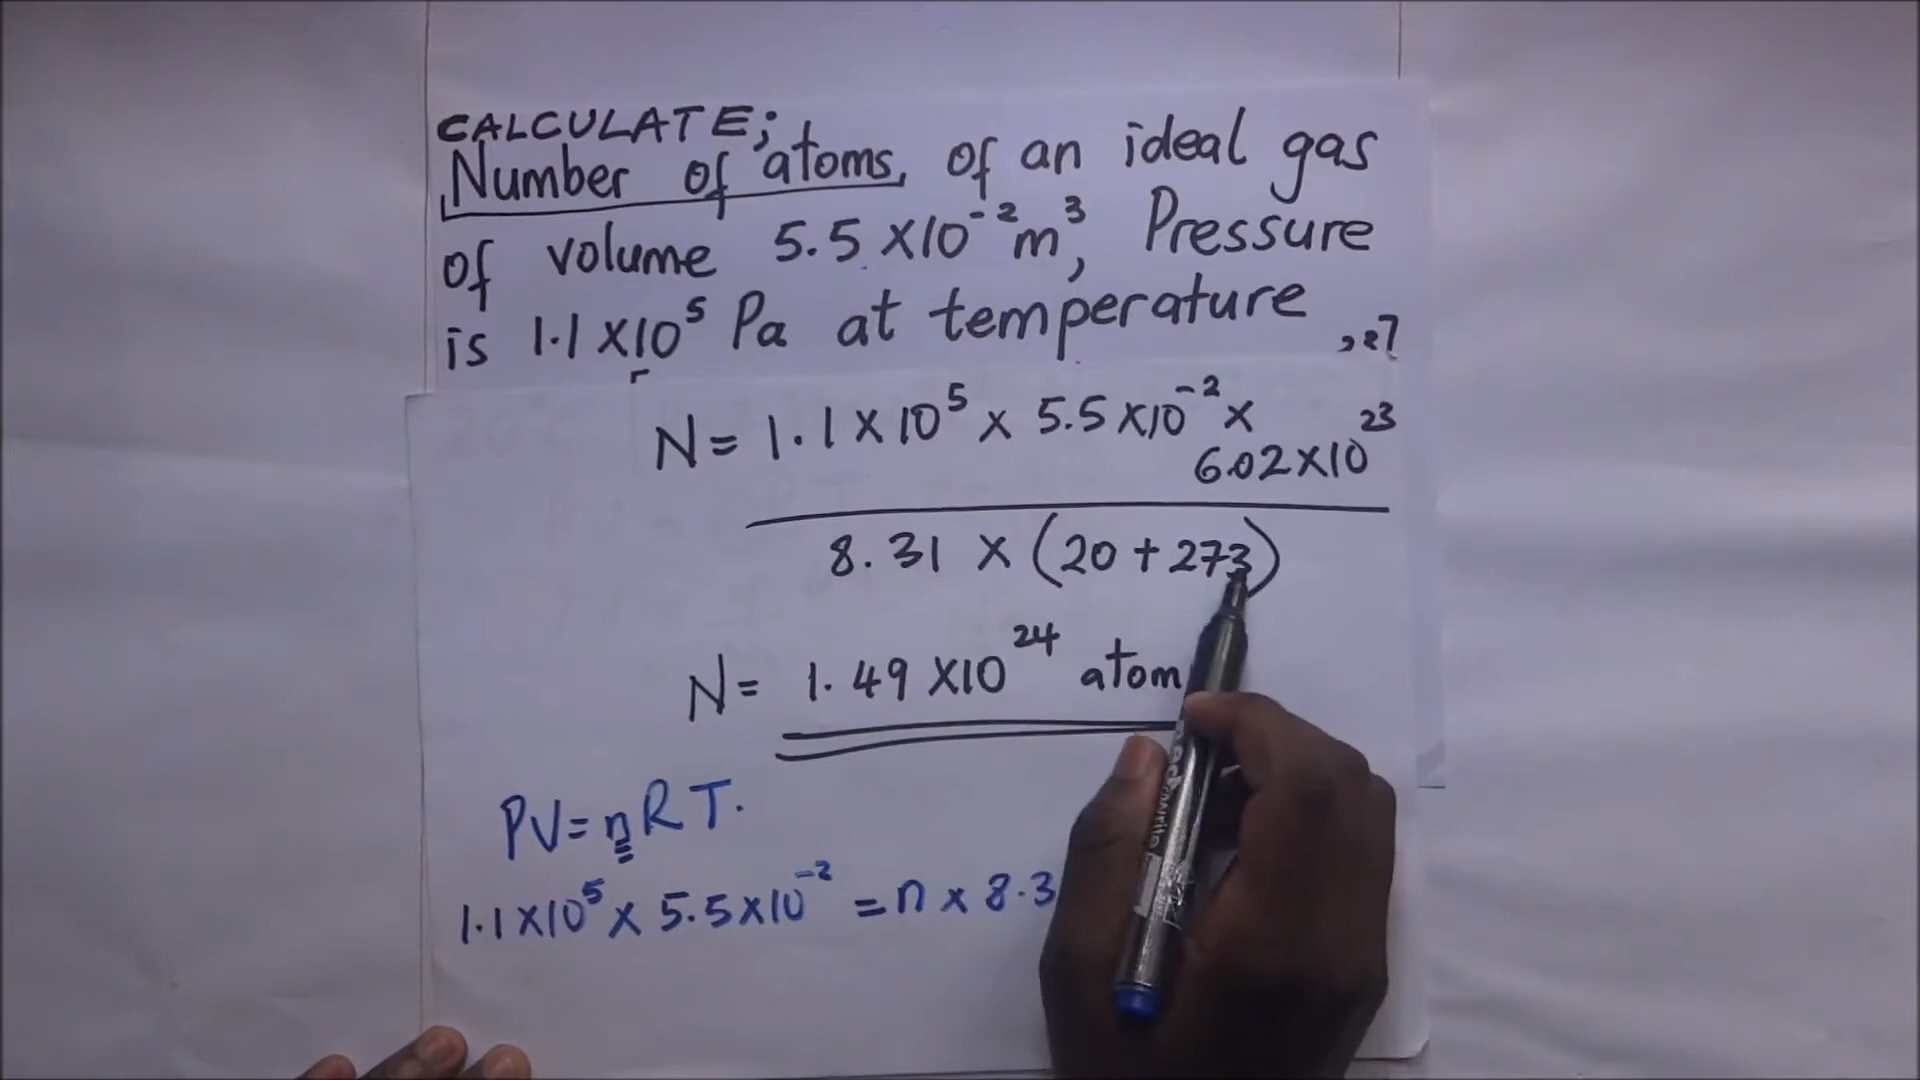 CALCULATE;
Number of atoms, of an ideal gas
of volume 5.5 X10⁻² m³, Pressure
is 1.1 X10⁵ Pa at temperature
N= 1.1 X 10⁵ X 5.5 X10⁻² X
6.02 X10²³
8.31 X (20 + 273)
N= 1.49 X10²⁴ atom
PV= nRT.
1.1 X10⁵ X 5.5 X10⁻² = n X 8.3